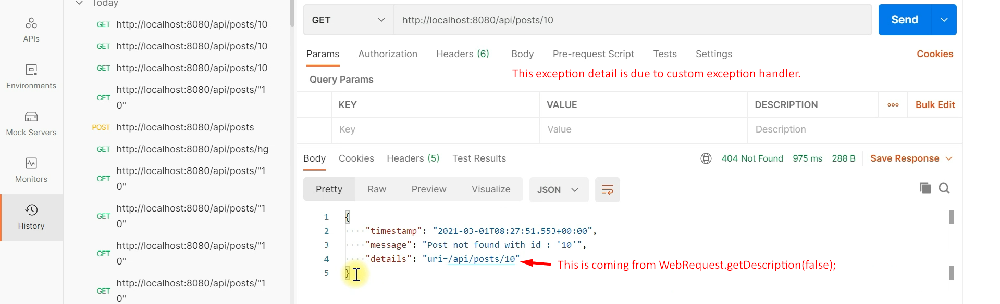 Today
APIs
Environments
Mock Servers
Monitors
History
GET http://localhost:8080/api/posts/10
GET http://localhost:8080/api/posts/10
GET http://localhost:8080/api/posts/10
GET http://localhost:8080/api/posts/"1
0"
POST http://localhost:8080/api/posts
GET http://localhost:8080/api/posts/hg
GET http://localhost:8080/api/posts/"1
0"
GET http://localhost:8080/api/posts/"1
0"
GET http://localhost:8080/api/posts/"1
0"
GET http://localhost:8080/api/posts/"1
0"
GET http://localhost:8080/api/posts/10 Send
Params Authorization Headers (6) Body Pre-request Script Tests Settings Cookies
This exception detail is due to custom exception handler.
Query Params
KEY VALUE DESCRIPTION ooo Bulk Edit
Key Value Description
Body Cookies Headers (5) Test Results 404 Not Found 975 ms 288 B Save Response
Pretty Raw Preview Visualize JSON
1 {
2 "timestamp": "2021-03-01T08:27:51.553+00:00",
3 "message": "Post not found with id : '10'",
4 "details": "uri=/api/posts/10"
This is coming from WebRequest.getDescription(false);
5 }